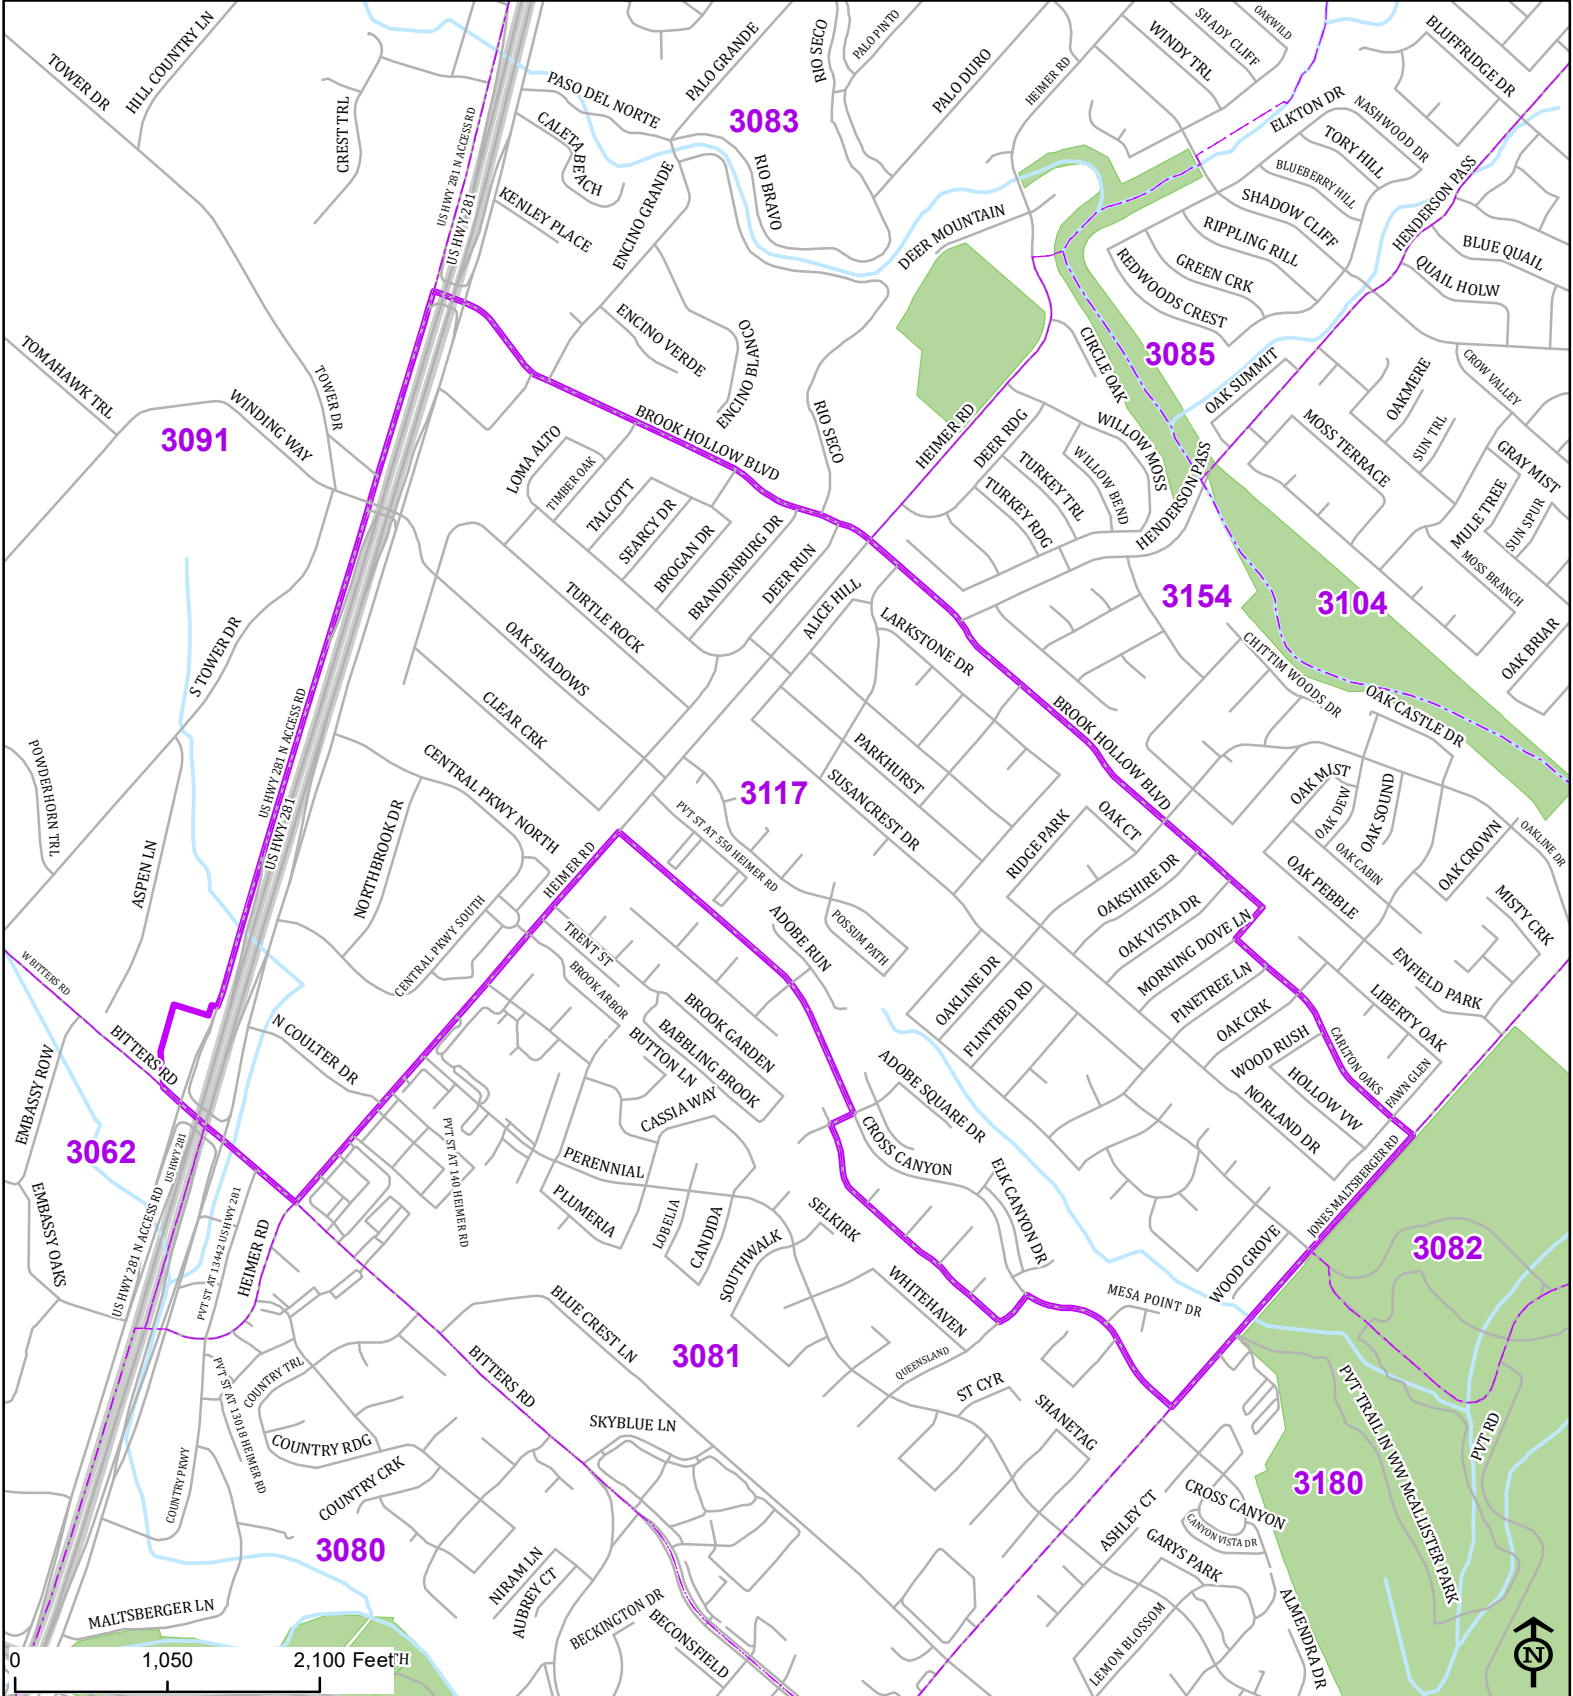 TOWER DR
HILL COUNTRY LN
CREST TRL
US HWY 281 N ACCESS RD
US HWY 281
PASO DEL NORTE
PALO GRANDE
3083
RIO SECO
PALO PINTO
PALO DURO
HEIMER RD
WINDY TRL
SHADY CLIFF
OAKWILD
BLUFFRIDGE DR
CALETA BEACH
KENLEY PLACE
ENCINO GRANDE
RIO BRAVO
DEER MOUNTAIN
ELKTON DR
NASHWOOD DR
TORY HILL
BLUEBERRY HILL
SHADOW CLIFF
RIPPLING RILL
GREEN CRK
REDWOODS CREST
HENDERSON PASS
BLUE QUAIL
QUAIL HOLW
TOMAHAWK TRL
3091
WINDING WAY
TOWER DR
ENCINO VERDE
ENCINO BLANCO
BROOK HOLLOW BLVD
RIO SECO
HEIMER RD
CIRCLE OAK
3085
OAK SUMMIT
OAKMERE
CROW VALLEY
SUN TRL
MOSS TERRACE
GRAY MIST
MULE TREE
SUN SPUR
MOSS BRANCH
LOMA ALTO
TIMBER OAK
TALCOTT
SEARCY DR
BROGAN DR
BRANDENBURG DR
DEER RUN
DEER RDG
TURKEY TRL
TURKEY RDG
WILLOW MOSS
WILLOW BEND
HENDERSON PASS
3154
3104
OAK BRIAR
S TOWER DR
TURTLE ROCK
OAK SHADOWS
CLEAR CRK
ALICE HILL
LARKSTONE DR
CHITTIM WOODS DR
OAK CASTLE DR
BROOK HOLLOW BLVD
US HWY 281 N ACCESS RD
US HWY 281
POWDERHORN TRL
ASPEN LN
NORTHBROOK DR
CENTRAL PKWY NORTH
CENTRAL PKWY SOUTH
HEIMER RD
3117
PVT ST AT 550 HEIMER RD
PARKHURST
SUSANCREST DR
RIDGE PARK
OAK CT
OAKSHIRE DR
OAK VISTA DR
MORNING DOVE LN
PINETREE LN
OAK CRK
WOOD RUSH
HOLLOW VW
NORLAND DR
OAK MIST
OAK DEW
OAK SOUND
OAK CABIN
OAK PEBBLE
OAK CROWN
OAKLINE DR
MISTY CRK
ENFIELD PARK
LIBERTY OAK
CARLTON OAKS
FAWN GLEN
W BITTERS RD
BITTERS RD
EMBASSY ROW
3062
EMBASSY OAKS
N COULTER DR
TRENT ST
BROOK ARBOR
BROOK GARDEN
BABBLING BROOK
BUTTON LN
CASSIA WAY
ADOBE RUN
POSSUM PATH
OAKLINE DR
FLINTBED RD
ADOBE SQUARE DR
CROSS CANYON
ELK CANYON DR
PERENNIAL
PLUMERIA
LOBELIA
CANDIDA
SOUTHWALK
SELKIRK
WHITEHAVEN
QUEENSLAND
MESA POINT DR
WOOD GROVE
JONES MALTSBERGER RD
3082
US HWY 281 N ACCESS RD
US HWY 281
PVT ST AT 13442 US HWY 281
HEIMER RD
PVT ST AT 140 HEIMER RD
BLUE CREST LN
3081
BITTERS RD
SKYBLUE LN
ST CYR
SHANETAG
COUNTRY TRL
PVT ST AT 13018 HEIMER RD
COUNTRY RDG
COUNTRY CRK
COUNTRY PKWY
3080
NIRAM LN
AUBREY CT
BECKINGTON DR
BECONSFIELD
MALTSBERGER LN
ASHLEY CT
CROSS CANYON
CANYON VISTA DR
GARYS PARK
LEMON BLOSSOM
ALMENDRA DR
3180
PVT TRAIL IN WW McALLISTER PARK
PVT RD
0 1,050 2,100 Feet
N